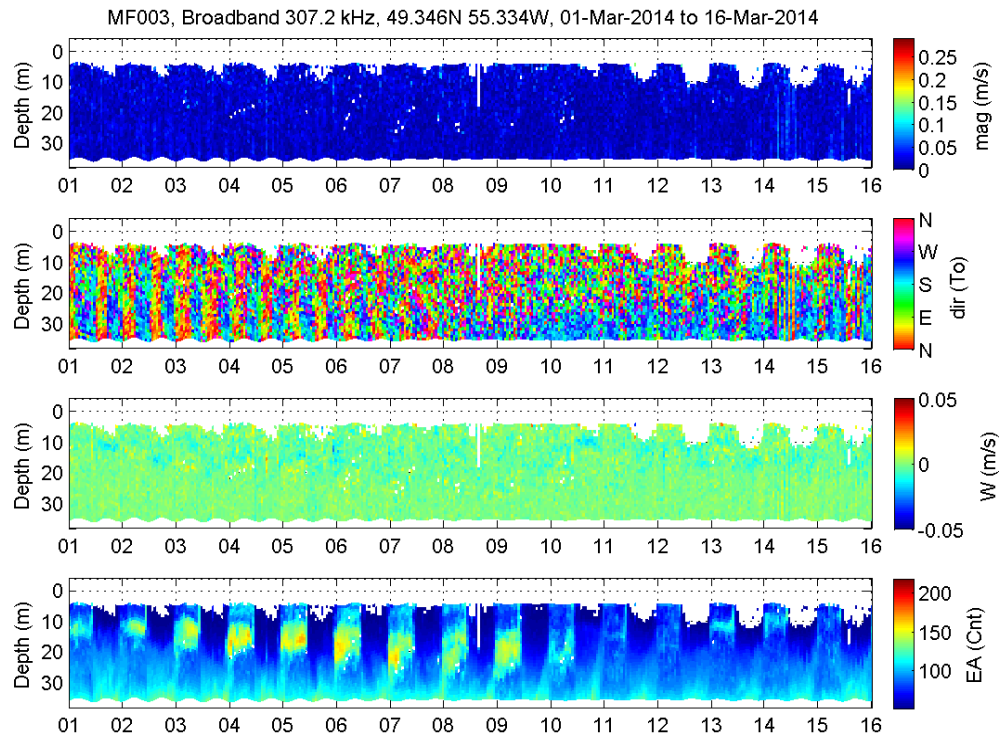 MF003, Broadband 307.2 kHz, 49.346N 55.334W, 01-Mar-2014 to 16-Mar-2014
Depth (m)
0
10
20
30
01 02 03 04 05 06 07 08 09 10 11 12 13 14 15 16
0.25
0.2
0.15
0.1
0.05
0
mag (m/s)
Depth (m)
0
10
20
30
01 02 03 04 05 06 07 08 09 10 11 12 13 14 15 16
N
W
S
E
N
dir (To)
Depth (m)
0
10
20
30
01 02 03 04 05 06 07 08 09 10 11 12 13 14 15 16
0.05
0
-0.05
W (m/s)
Depth (m)
0
10
20
30
01 02 03 04 05 06 07 08 09 10 11 12 13 14 15 16
200
150
100
EA (Cnt)